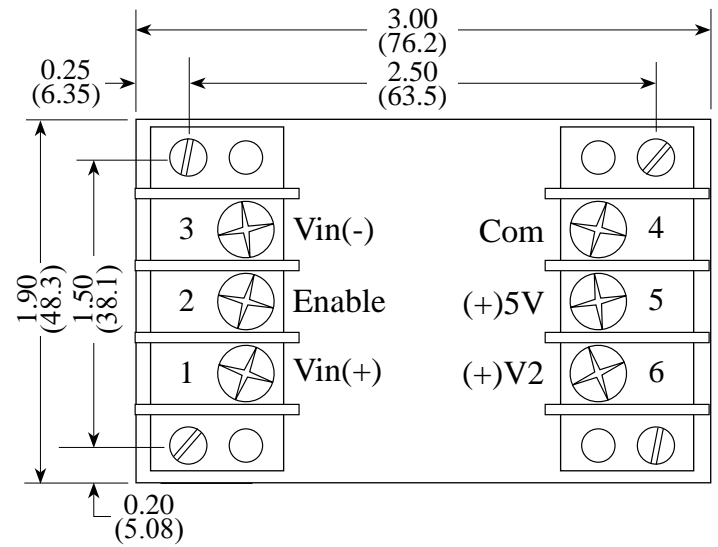 3.00
(76.2)
0.25
(6.35)
2.50
(63.5)
1.90
(48.3)
1.50
(38.1)
3 Vin(-)
Com 4
2 Enable
(+)5V 5
1 Vin(+)
(+)V2 6
0.20
(5.08)